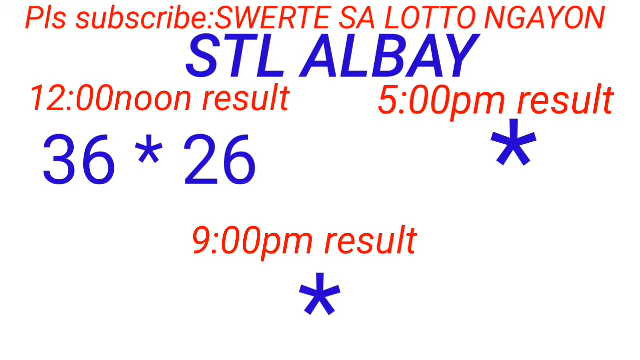 Pls subscribe:SWERTE SA LOTTO NGAYON
STL ALBAY
12:00noon result 5:00pm result
36 * 26 *
9:00pm result
*